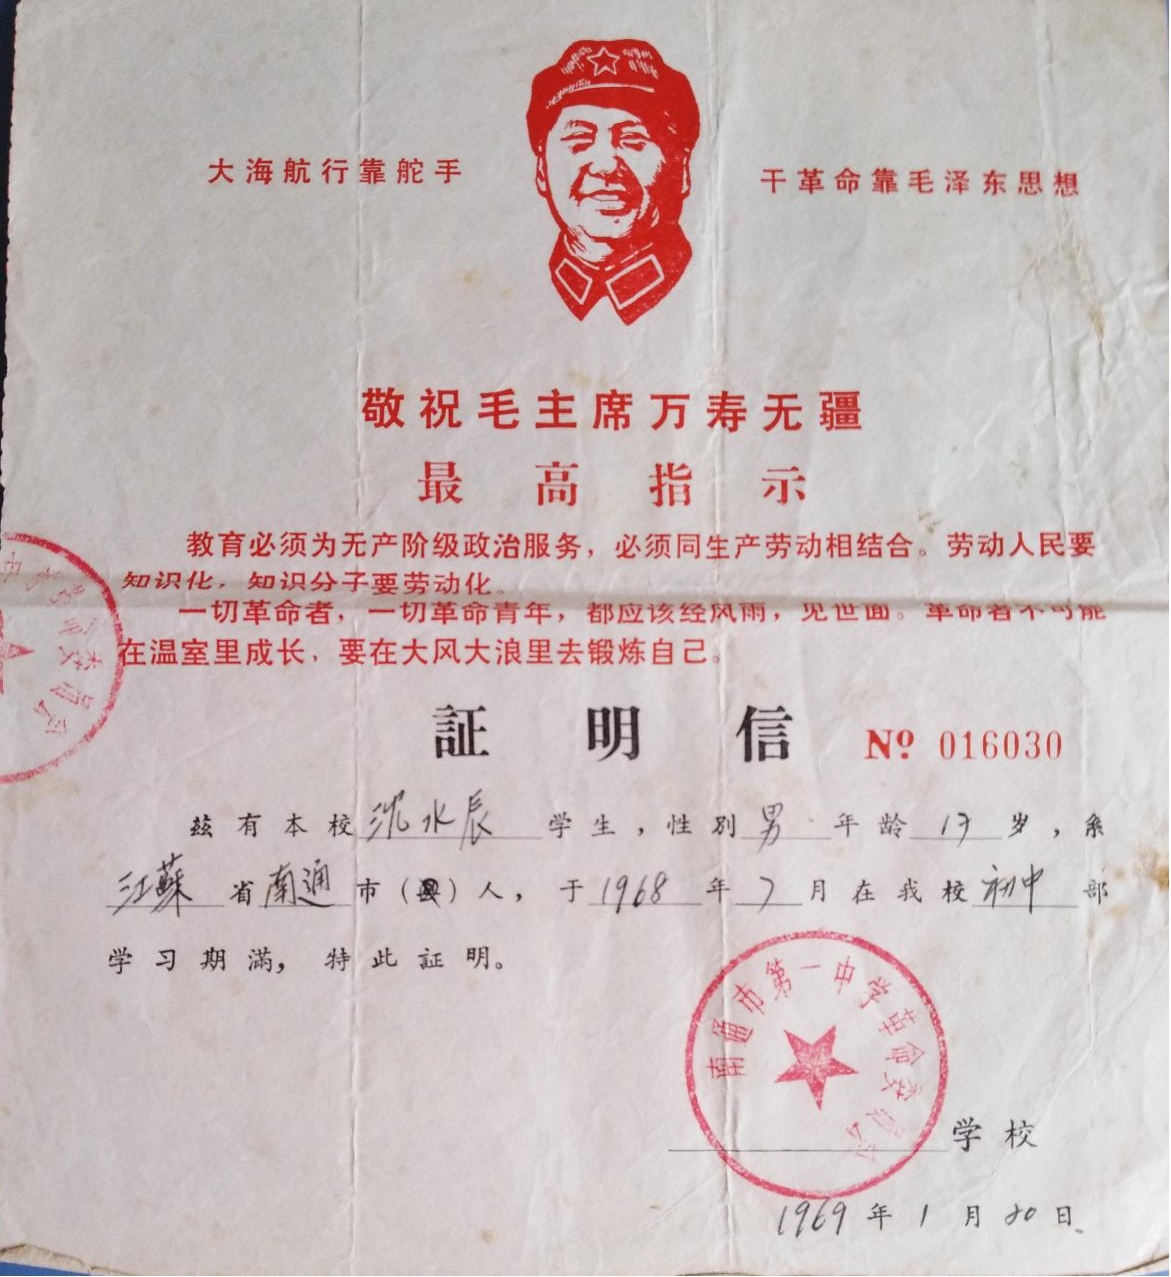 大海航行靠舵手
干革命靠毛泽东思想
敬祝毛主席万寿无疆
最高指示
教育必须为无产阶级政治服务，必须同生产劳动相结合。劳动人民要
知识化，知识分子要劳动化。
一切革命者，一切革命青年，都应该经风雨，见世面。革命者不可能
在温室里成长，要在大风大浪里去锻炼自己。
証明信 № 016030
兹有本校沈水辰学生，性别男年龄17岁，系
江蘇省南通市（县）人，于1968年7月在我校初中部
学习期满，特此証明。
南通市第一中学革命委员会
学校
1969年1月20日